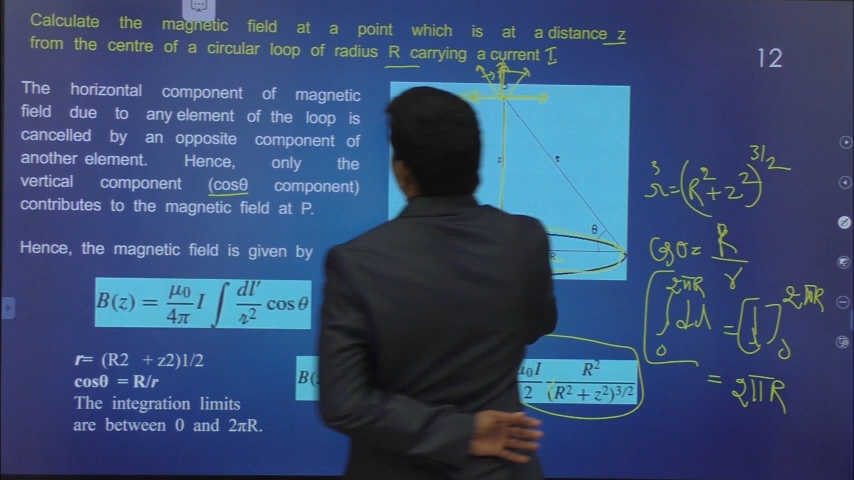 Calculate the magnetic field at a point which is at a distance z
from the centre of a circular loop of radius R carrying a current I.
12
The horizontal component of magnetic
field due to any element of the loop is
cancelled by an opposite component of
another element. Hence, only the
vertical component (cosθ component)
contributes to the magnetic field at P.
Hence, the magnetic field is given by
B(z) = μ0/4π I ∫ dl′/r² cosθ
r= (R2 + z2)1/2
cosθ = R/r
The integration limits
are between 0 and 2πR.
z
r
θ
R
B(
μ0I/2 R²/(R² + z²)^3/2
r³=(R²+z²)^3/2
Cosθ= R/r
∫₀^2πR dl =[l]₀^2πR
= 2πR